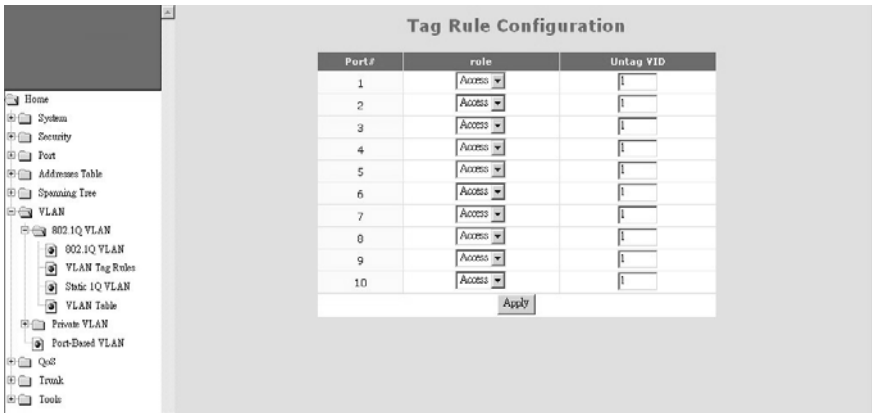 Home
System
Security
Port
Addresses Table
Spanning Tree
VLAN
802.1Q VLAN
802.1Q VLAN
VLAN Tag Rules
Static 1Q VLAN
VLAN Table
Private VLAN
Port-Based VLAN
QoS
Trunk
Tools
Tag Rule Configuration
Port# role Untag VID
1 Access 1
2 Access 1
3 Access 1
4 Access 1
5 Access 1
6 Access 1
7 Access 1
8 Access 1
9 Access 1
10 Access 1
Apply